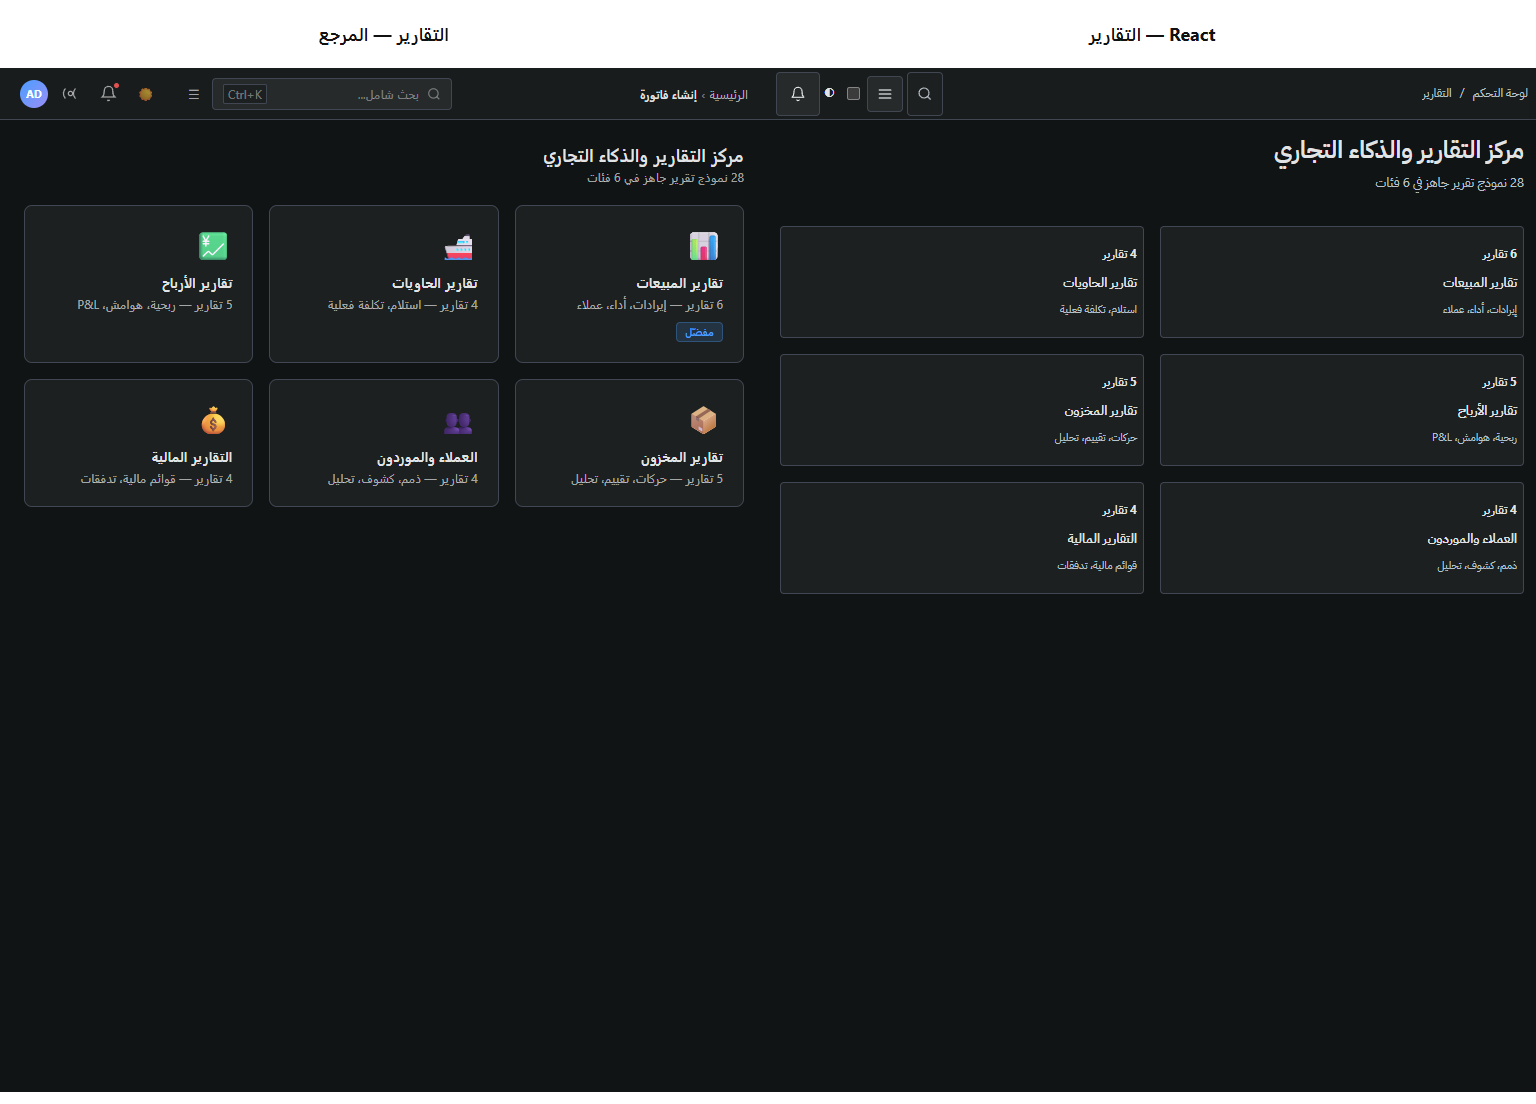 React — التقارير
لوحة التحكم / التقارير
مركز التقارير والذكاء التجاري
28 نموذج تقرير جاهز في 6 فئات
6 تقارير
تقارير المبيعات
إيرادات، أداء، عملاء
4 تقارير
تقارير الحاويات
استلام، تكلفة فعلية
5 تقارير
تقارير الأرباح
ربحية، هوامش، P&L
5 تقارير
تقارير المخزون
حركات، تقييم، تحليل
4 تقارير
العملاء والموردون
ذمم، كشوف، تحليل
4 تقارير
التقارير المالية
قوائم مالية، تدفقات
التقارير — المرجع
الرئيسية › إنشاء فاتورة
بحث شامل... Ctrl+K
AD
مركز التقارير والذكاء التجاري
28 نموذج تقرير جاهز في 6 فئات
تقارير المبيعات
6 تقارير — إيرادات، أداء، عملاء
مفضّل
تقارير الحاويات
4 تقارير — استلام، تكلفة فعلية
تقارير الأرباح
5 تقارير — ربحية، هوامش، P&L
تقارير المخزون
5 تقارير — حركات، تقييم، تحليل
العملاء والموردون
4 تقارير — ذمم، كشوف، تحليل
التقارير المالية
4 تقارير — قوائم مالية، تدفقات